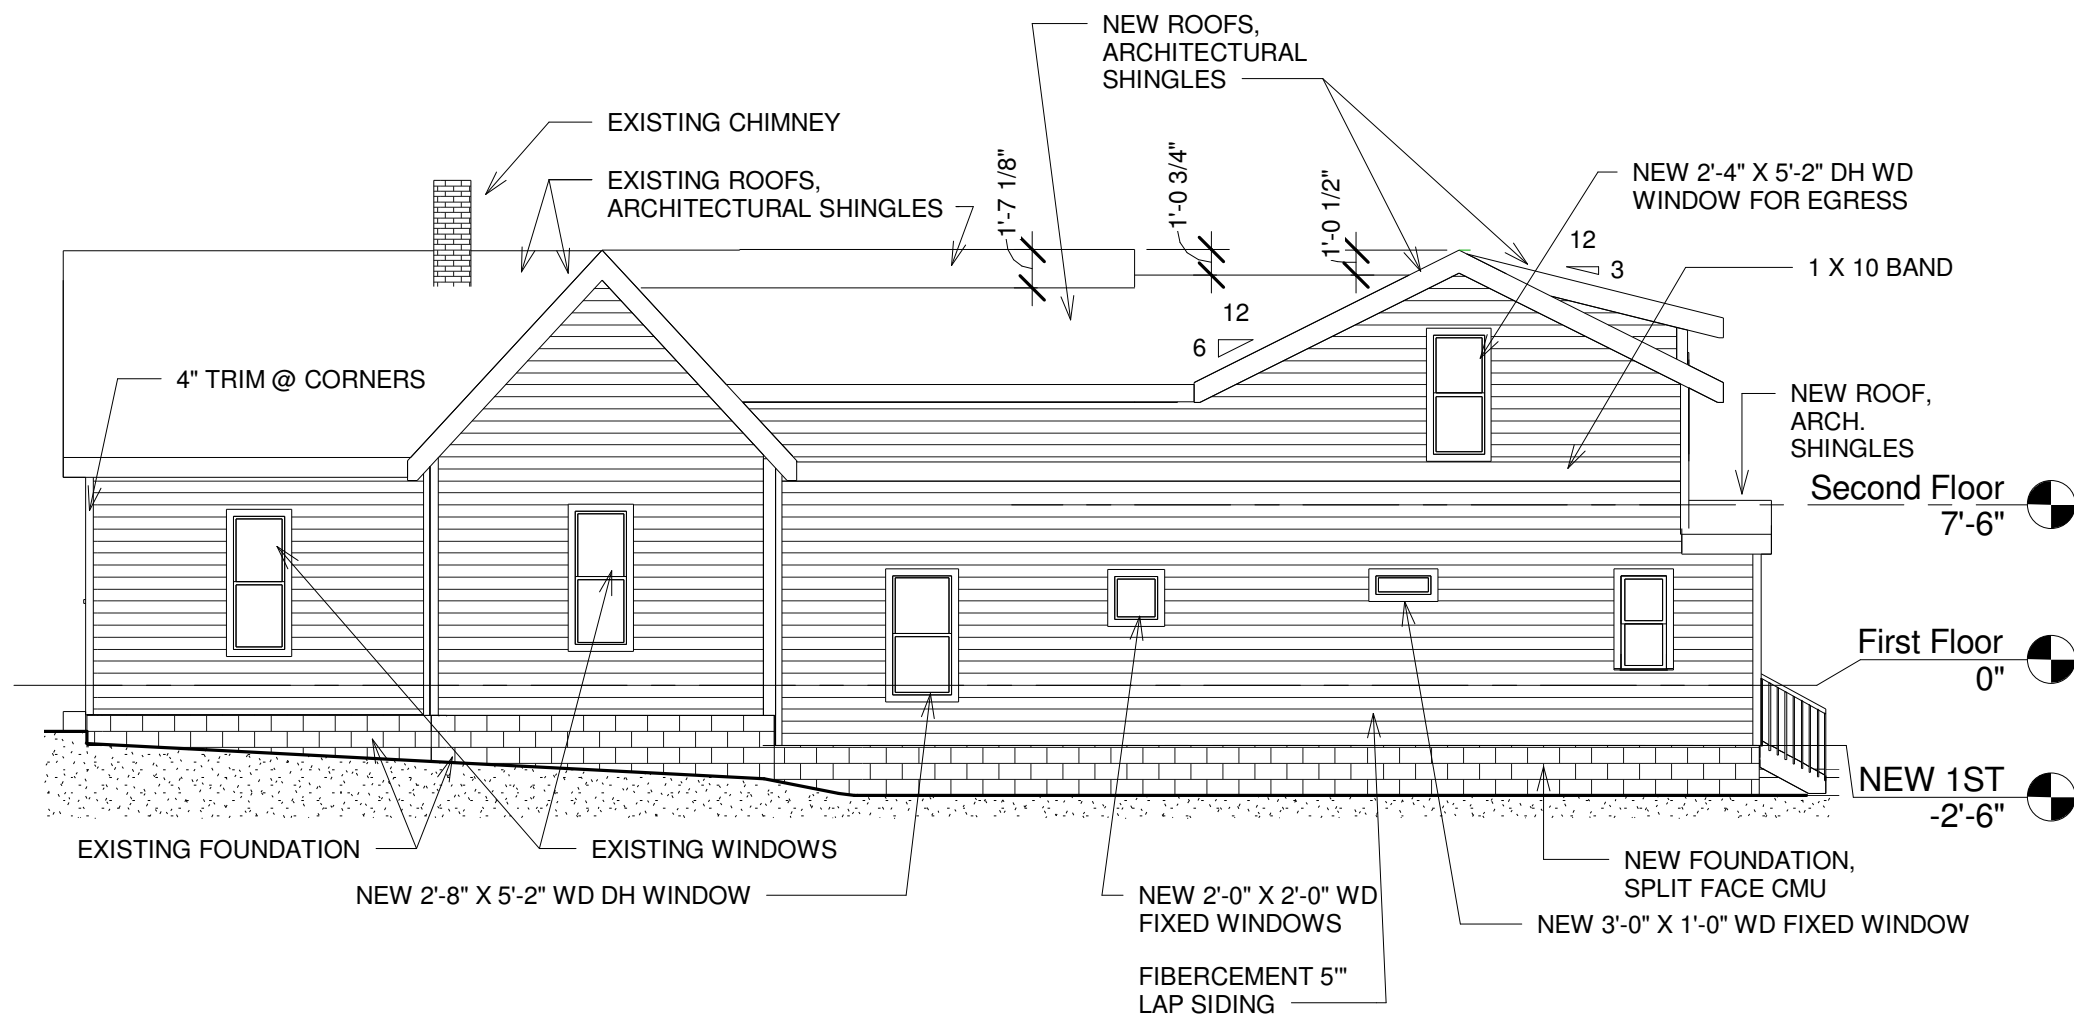 NEW ROOFS,
ARCHITECTURAL
SHINGLES
EXISTING CHIMNEY
EXISTING ROOFS,
ARCHITECTURAL SHINGLES
1'-7 1/8"
1'-0 3/4"
1'-0 1/2"
NEW 2'-4" X 5'-2" DH WD
WINDOW FOR EGRESS
12
3
1 X 10 BAND
12
6
4" TRIM @ CORNERS
NEW ROOF,
ARCH.
SHINGLES
Second Floor
7'-6"
First Floor
0"
NEW 1ST
-2'-6"
EXISTING FOUNDATION
EXISTING WINDOWS
NEW 2'-8" X 5'-2" WD DH WINDOW
NEW 2'-0" X 2'-0" WD
FIXED WINDOWS
NEW FOUNDATION,
SPLIT FACE CMU
NEW 3'-0" X 1'-0" WD FIXED WINDOW
FIBERCEMENT 5'"
LAP SIDING